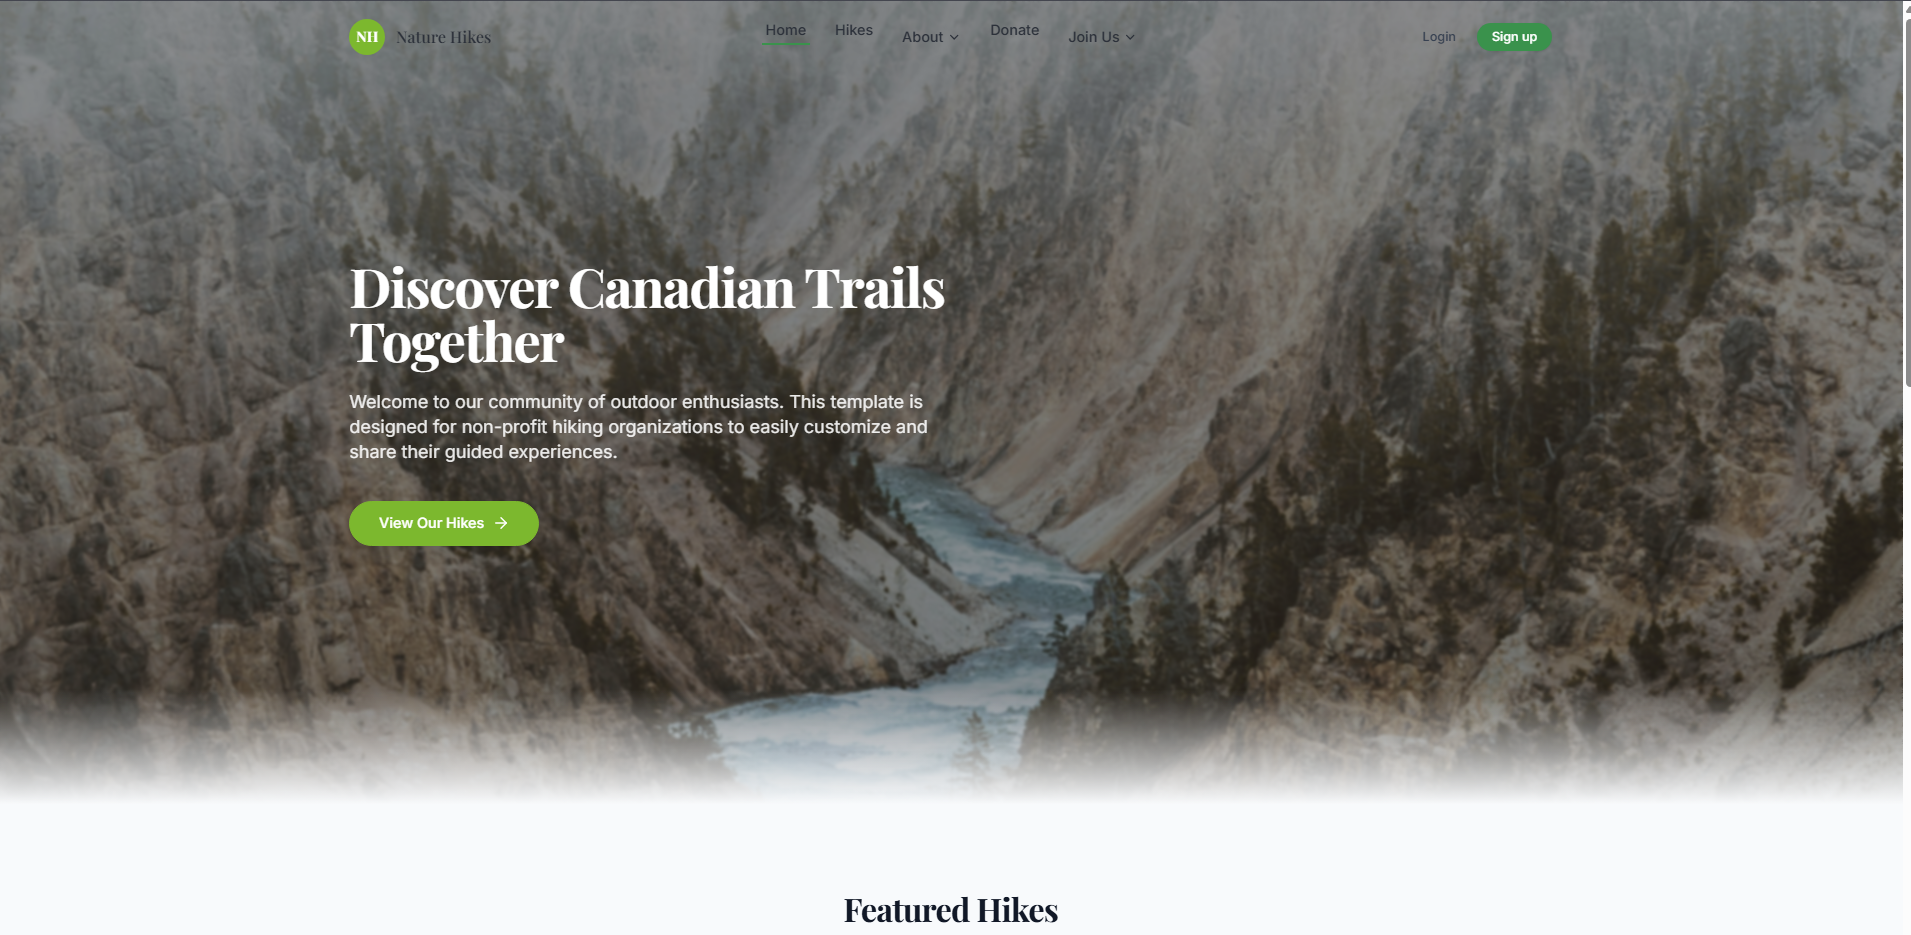 NH Nature Hikes Home Hikes About Donate Join Us Login Sign up
Discover Canadian Trails
Together
Welcome to our community of outdoor enthusiasts. This template is
designed for non-profit hiking organizations to easily customize and
share their guided experiences.
View Our Hikes
Featured Hikes